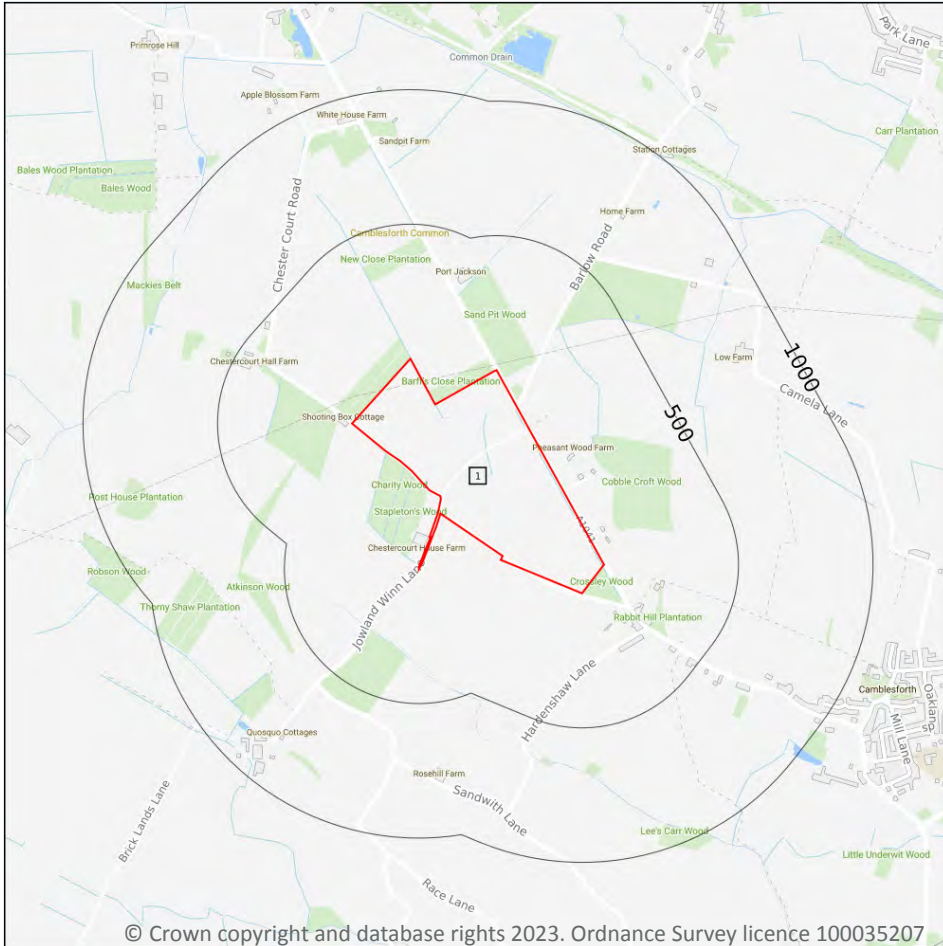 Park Lane
Primrose Hill
Common Drain
Apple Blossom Farm
White House Farm
Carr Plantation
Sandpit Farm
Station Cottages
Bales Wood Plantation
Bales Wood
Chester Court Road
Home Farm
Camblesforth Common
Barlow Road
New Close Plantation
Port Jackson
Mackies Belt
Sand Pit Wood
1000
Low Farm
Chestercourt Hall Farm
Barffs Close Plantation
Camela Lane
Shooting Box Cottage
500
Pheasant Wood Farm
1
Charity Wood
Cobble Croft Wood
Post House Plantation
Stapleton's Wood
A1041
Chestercourt House Farm
Robson Wood
Atkinson Wood
Crossley Wood
Thorny Shaw Plantation
Jowland Winn Lane
Rabbit Hill Plantation
Hardenshaw Lane
Camblesforth
Oakland
Mill Lane
Quosquo Cottages
Rosehill Farm
Sandwith Lane
Brick Lands Lane
Lee's Carr Wood
Little Underwit Wood
Race Lane
© Crown copyright and database rights 2023. Ordnance Survey licence 100035207